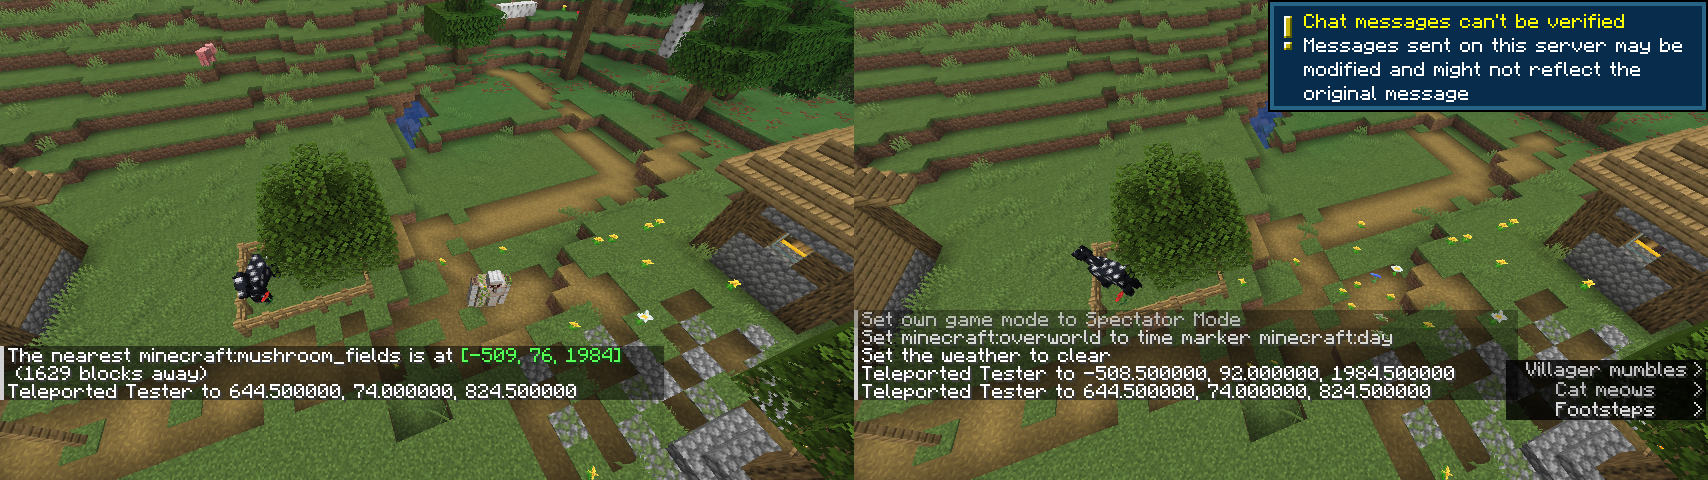 The nearest minecraft:mushroom_fields is at [-509, 76, 1984]
(1629 blocks away)
Teleported Tester to 644.500000, 74.000000, 824.500000
Chat messages can't be verified
Messages sent on this server may be
modified and might not reflect the
original message
Set own game mode to Spectator Mode
Set minecraft:overworld to time marker minecraft:day
Set the weather to clear
Teleported Tester to -508.500000, 92.000000, 1984.500000
Teleported Tester to 644.500000, 74.000000, 824.500000
Villager mumbles >
Cat meows >
Footsteps >